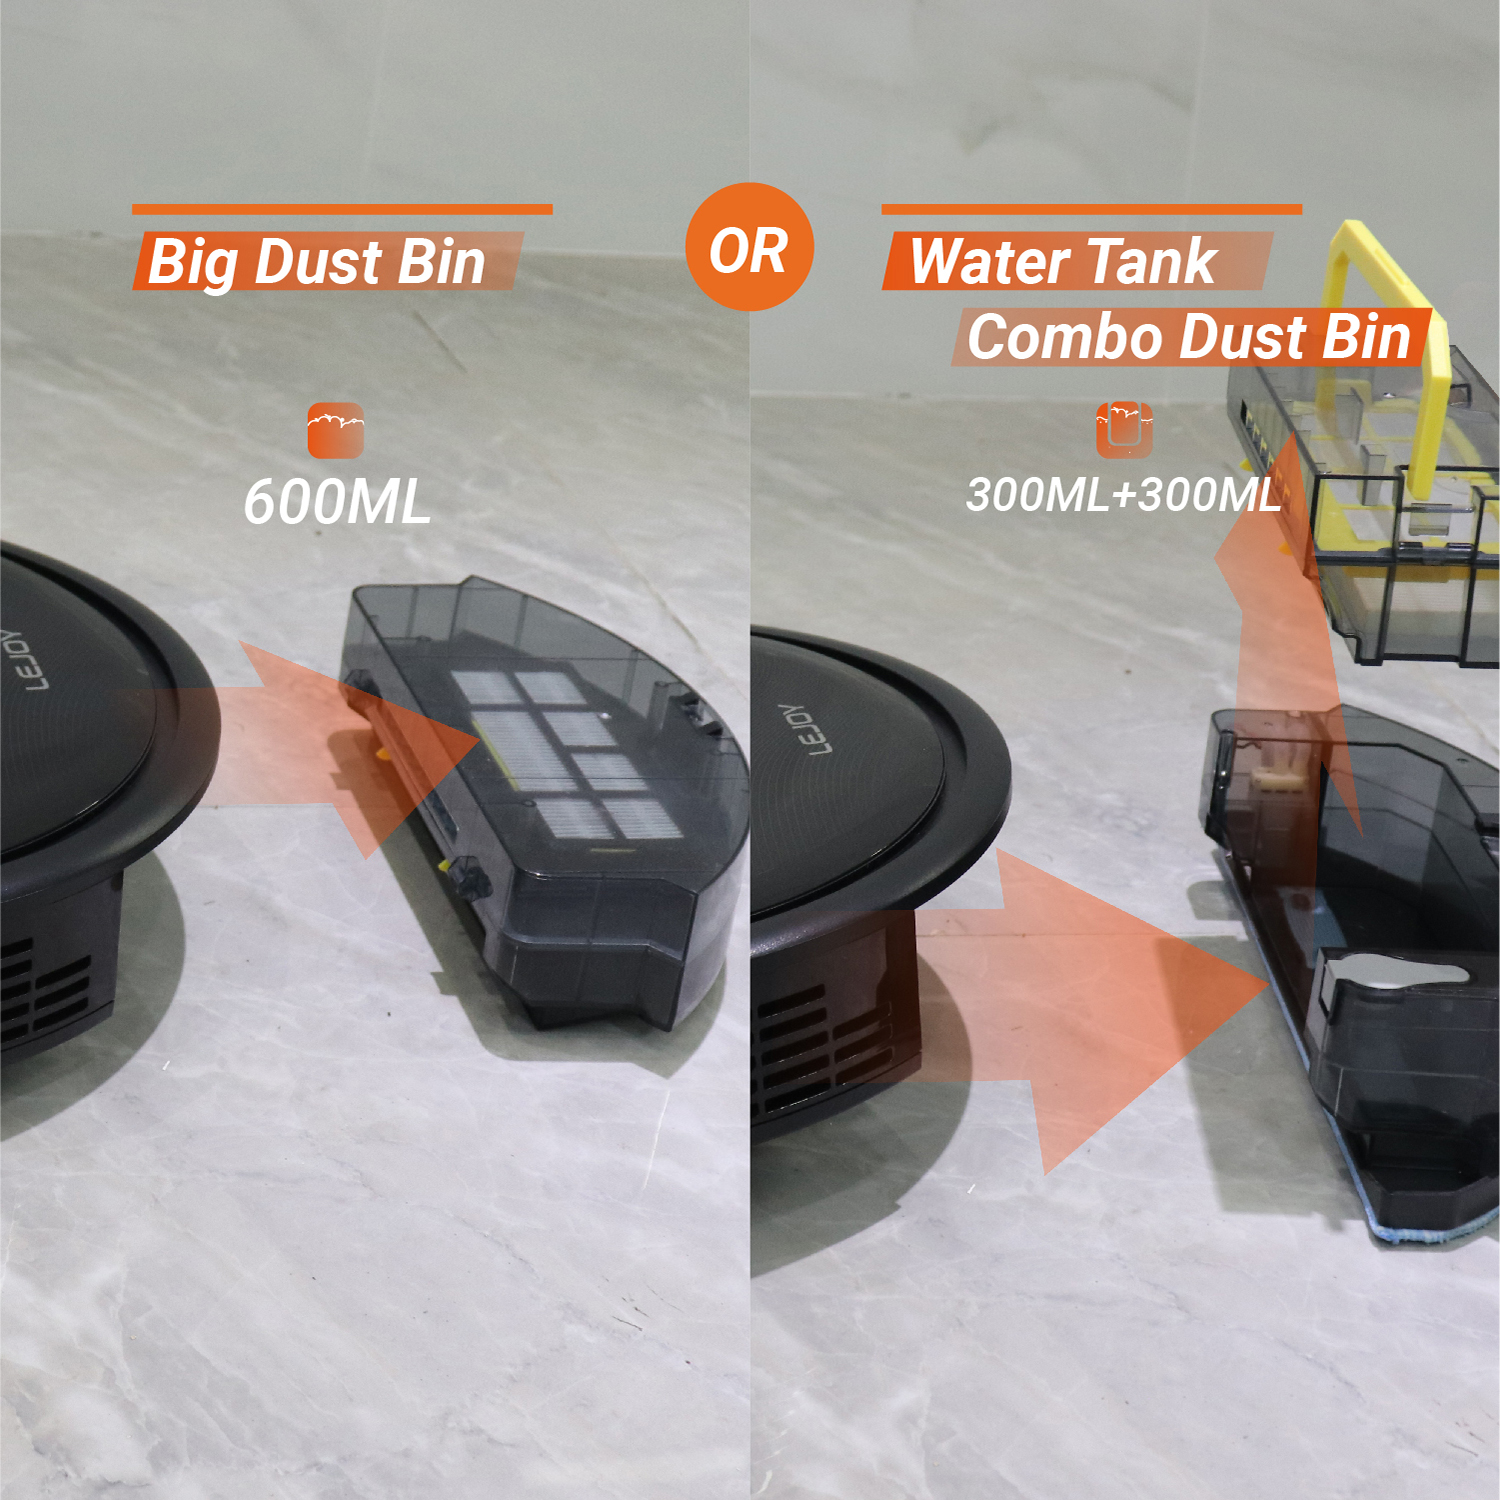 Big Dust Bin
OR
Water Tank
Combo Dust Bin
600ML
300ML+300ML
LEJOY
LEJOY